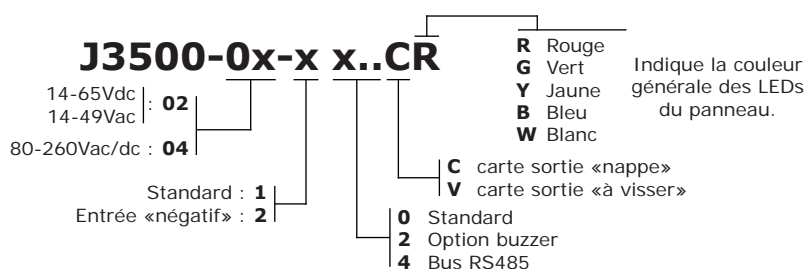 J3500-0x-x x..CR
R Rouge
G Vert
Y Jaune
B Bleu
W Blanc
Indique la couleur
générale des LEDs
du panneau.
14-65Vdc
14-49Vac
: 02
80-260Vac/dc : 04
C carte sortie «nappe»
V carte sortie «à visser»
Standard : 1
Entrée «négatif» : 2
0 Standard
2 Option buzzer
4 Bus RS485